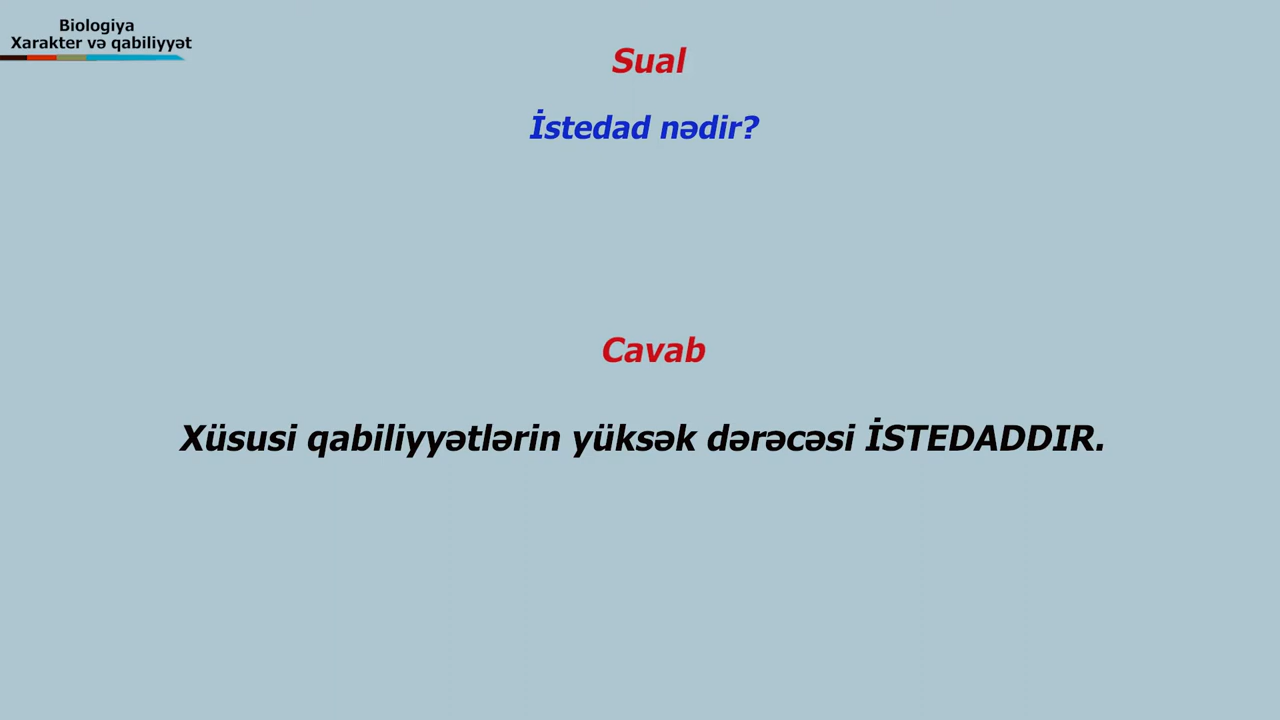 Biologiya
Xarakter və qabiliyyət
Sual
İstedad nədir?
Cavab
Xüsusi qabiliyyətlərin yüksək dərəcəsi İSTEDADDIR.